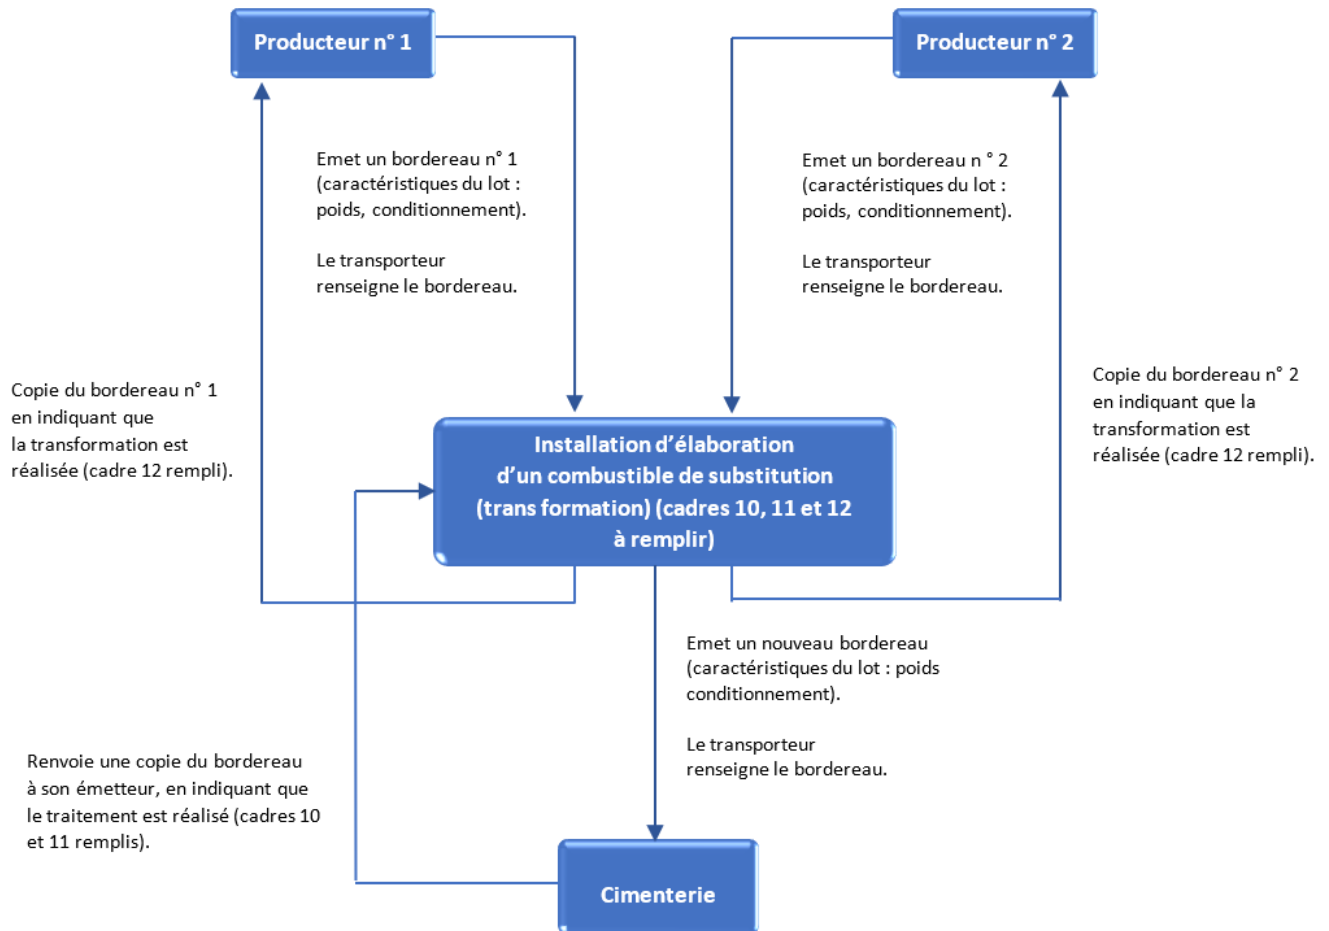 Producteur n° 1
Producteur n° 2
Emet un bordereau n° 1
(caractéristiques du lot :
poids, conditionnement).
Le transporteur
renseigne le bordereau.
Emet un bordereau n ° 2
(caractéristiques du lot :
poids, conditionnement).
Le transporteur
renseigne le bordereau.
Copie du bordereau n° 1
en indiquant que
la transformation est
réalisée (cadre 12 rempli).
Copie du bordereau n° 2
en indiquant que la
transformation est
réalisée (cadre 12 rempli).
Installation d’élaboration
d’un combustible de substitution
(trans formation) (cadres 10, 11 et 12
à remplir)
Emet un nouveau bordereau
(caractéristiques du lot : poids
conditionnement).
Le transporteur
renseigne le bordereau.
Renvoie une copie du bordereau
à son émetteur, en indiquant que
le traitement est réalisé (cadres 10
et 11 remplis).
Cimenterie